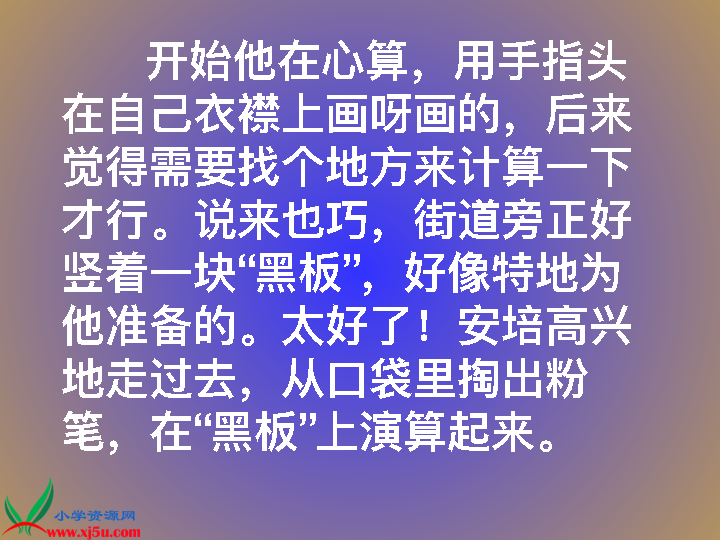 开始他在心算，用手指头
在自己衣襟上画呀画的，后来
觉得需要找个地方来计算一下
才行。说来也巧，街道旁正好
竖着一块“黑板”，好像特地为
他准备的。太好了！安培高兴
地走过去，从口袋里掏出粉
笔，在“黑板”上演算起来。
小学资源网
www.xj5u.com